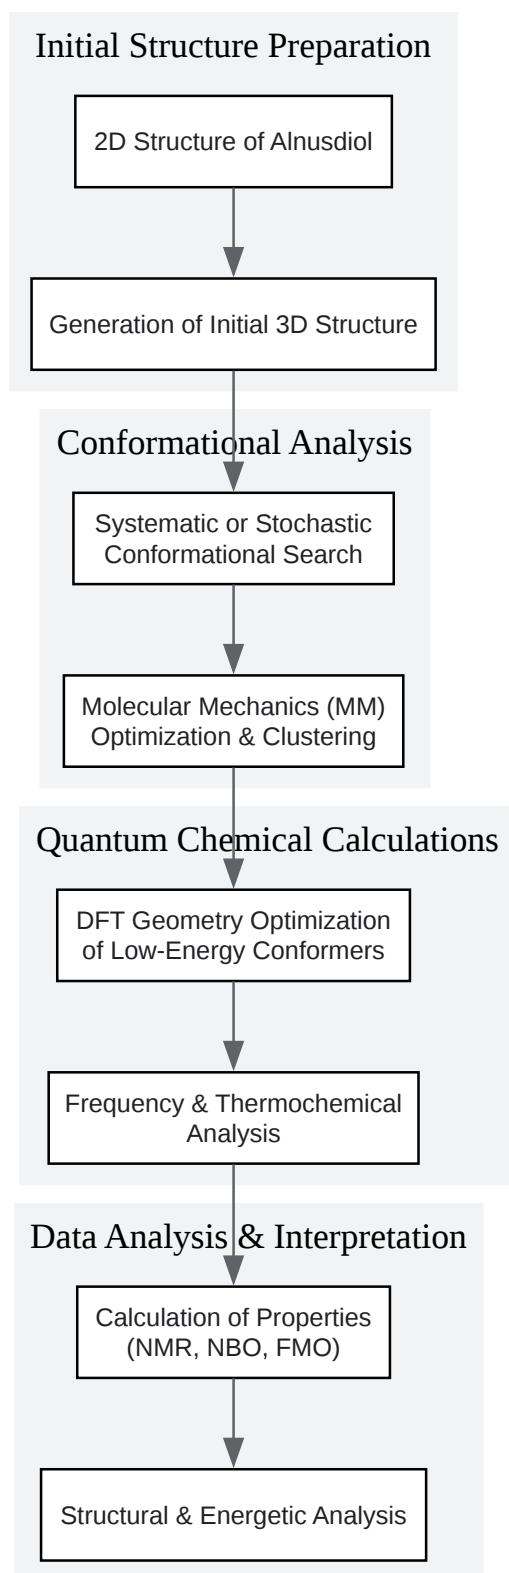 Initial Structure Preparation
2D Structure of Alnusdiol
Generation of Initial 3D Structure
Conformational Analysis
Systematic or Stochastic
Conformational Search
Molecular Mechanics (MM)
Optimization & Clustering
Quantum Chemical Calculations
DFT Geometry Optimization
of Low-Energy Conformers
Frequency & Thermochemical
Analysis
Data Analysis & Interpretation
Calculation of Properties
(NMR, NBO, FMO)
Structural & Energetic Analysis